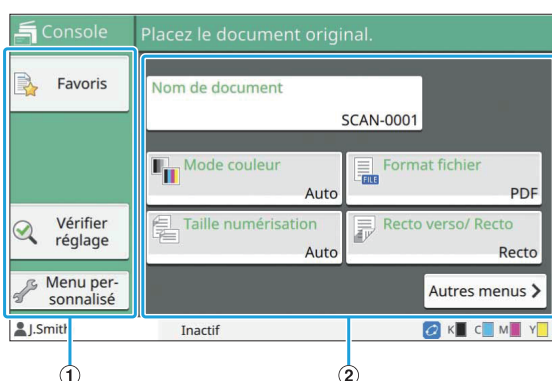 Console
Placez le document original.
Favoris
Nom de document
SCAN-0001
Mode couleur
Auto
Format fichier
FILE
PDF
Vérifier
réglage
Taille numérisation
Auto
Recto verso/ Recto
Recto
Menu per-
sonnalisé
Autres menus
J.Smith
Inactif
K C M Y
1
2